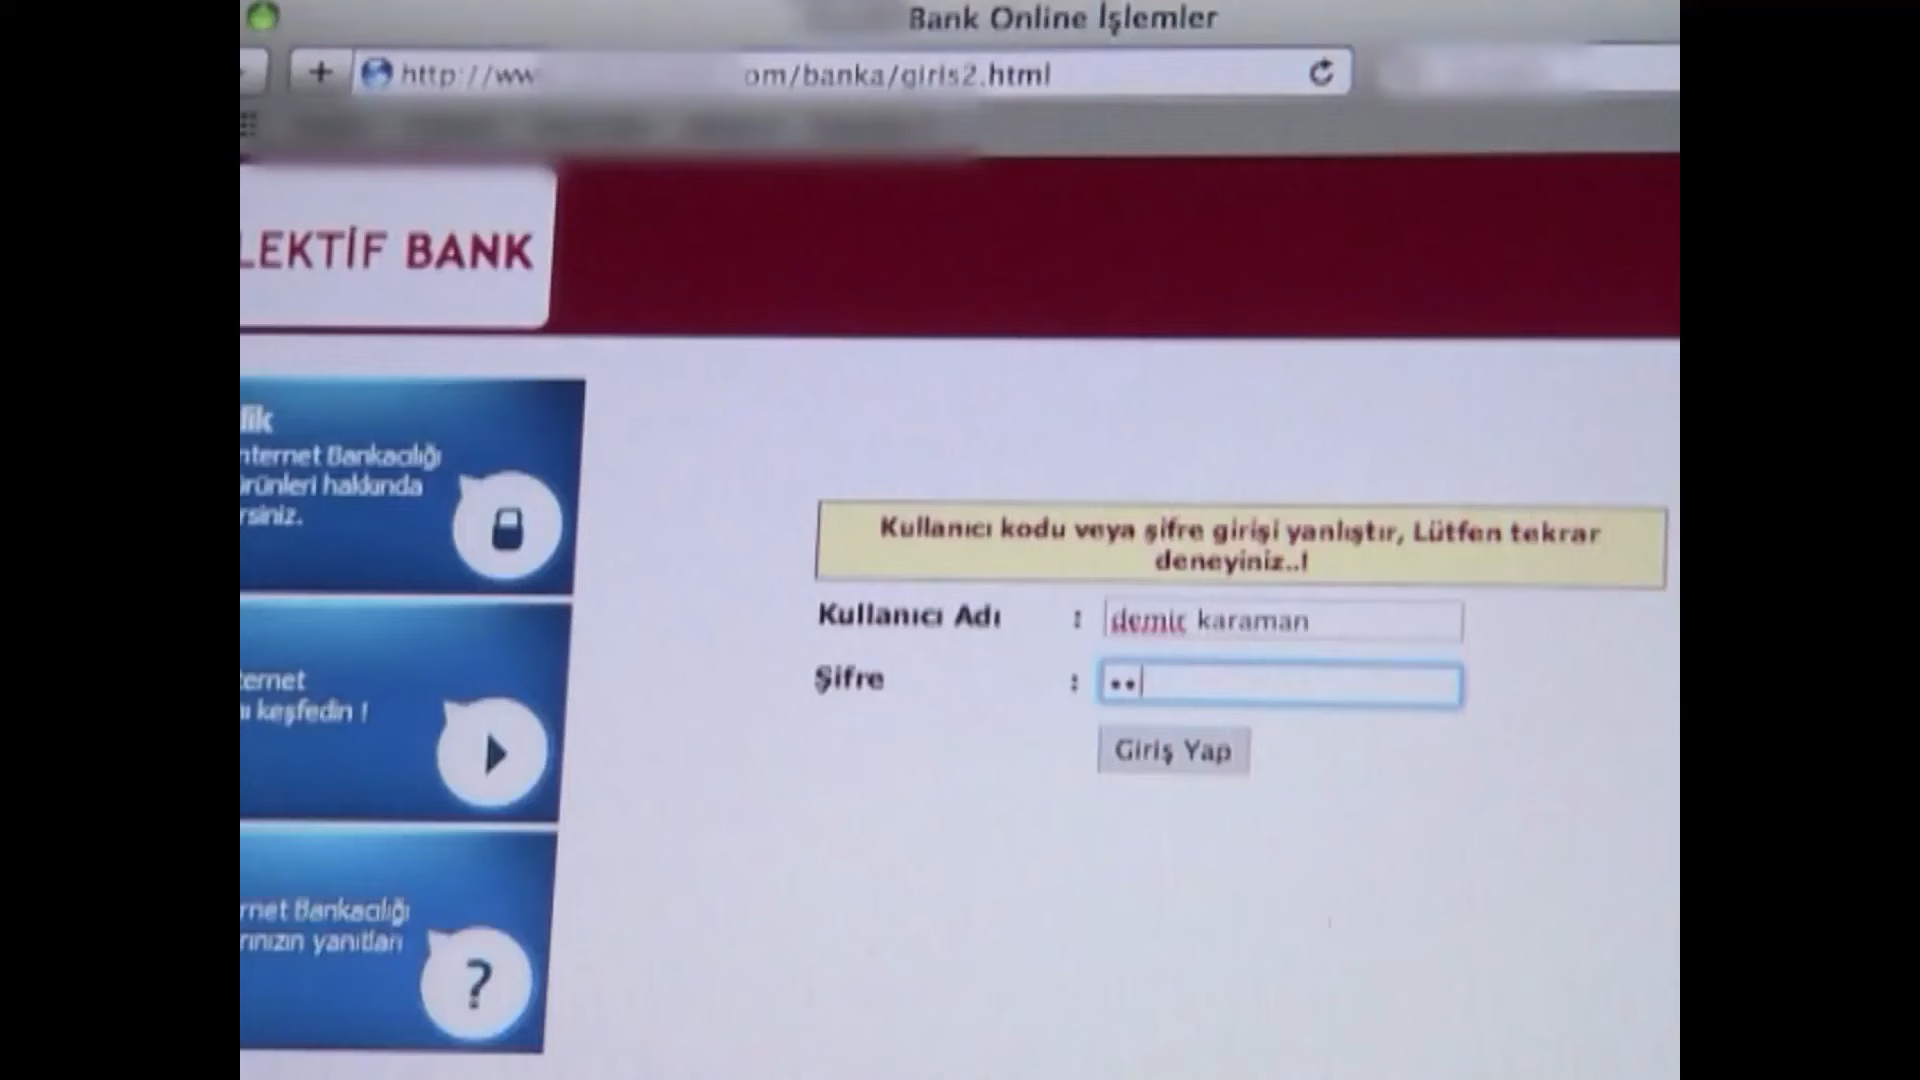 Bank Online İşlemler
http://ww
om/banka/giris2.html
LEKTİF BANK
lik
nternet Bankacılığı
ürünleri hakkında
rsiniz.
ternet
nı keşfedin !
rnet Bankacılığı
rınızın yanıtları
?
Kullanıcı kodu veya şifre girişi yanlıştır, Lütfen tekrar
deneyiniz..!
Kullanıcı Adı : demir karaman
Şifre : ••
Giriş Yap